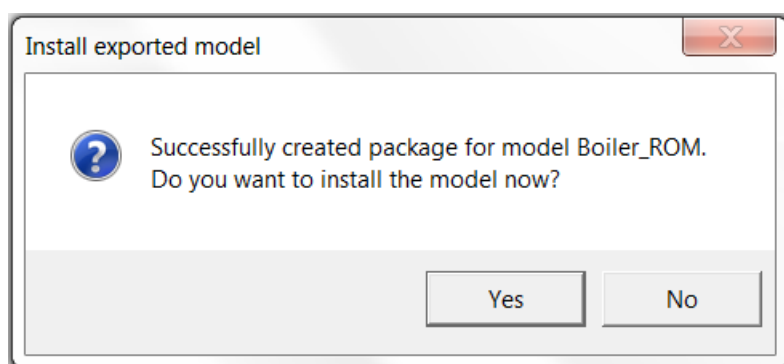 Install exported model
Successfully created package for model Boiler_ROM.
Do you want to install the model now?
Yes
No